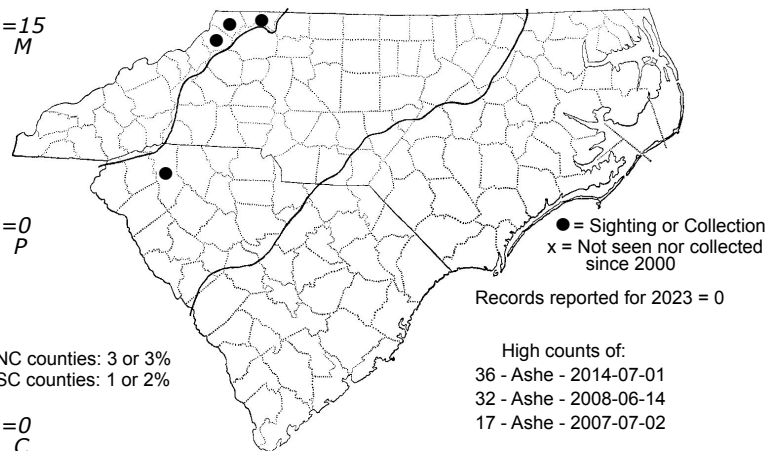 =15
M
=0
P
● = Sighting or Collection
x = Not seen nor collected
since 2000
Records reported for 2023 = 0
NC counties: 3 or 3%
SC counties: 1 or 2%
High counts of:
36 - Ashe - 2014-07-01
32 - Ashe - 2008-06-14
17 - Ashe - 2007-07-02
=0
C